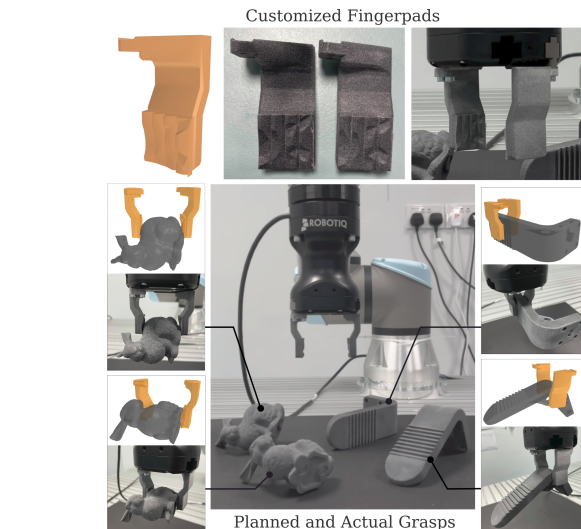 Customized Fingerpads
ROBOTIQ
Planned and Actual Grasps